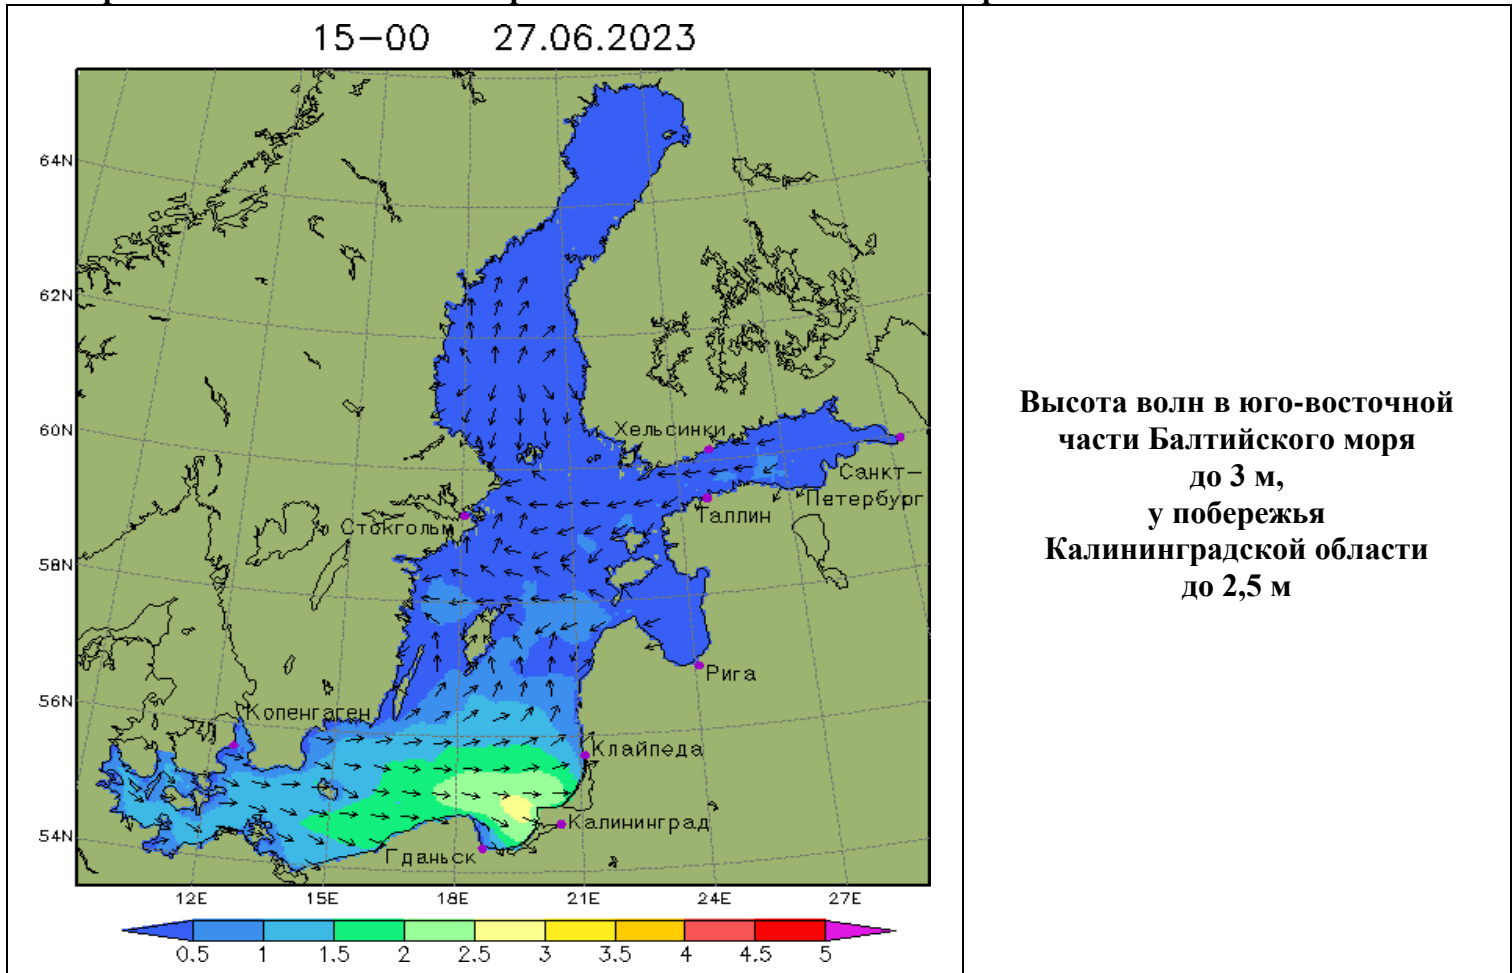 15-00 27.06.2023
64N
62N
60N
58N
56N
54N
Хельсинки
Санкт-
Петербург
Таллин
Стокгольм
Рига
Копенгаген
Клайпеда
Калининград
Гданьск
12E 15E 18E 21E 24E 27E
0.5 1 1.5 2 2.5 3 3.5 4 4.5 5
Высота волн в юго-восточной
части Балтийского моря
до 3 м,
у побережья
Калининградской области
до 2,5 м